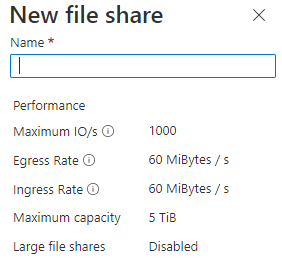 New file share
Name *
Performance
Maximum IO/s 1000
Egress Rate 60 MiBytes / s
Ingress Rate 60 MiBytes / s
Maximum capacity 5 TiB
Large file shares Disabled